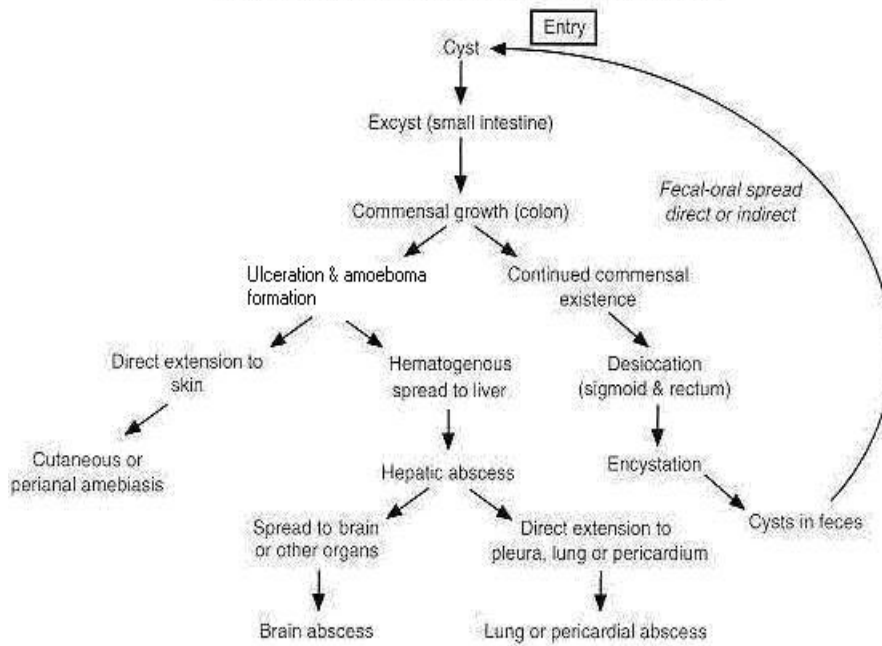 Entry
Cyst
Excyst (small intestine)
Fecal-oral spread
direct or indirect
Commensal growth (colon)
Ulceration & amoeboma
formation
Continued commensal
existence
Direct extension to
skin
Hematogenous
spread to liver
Desiccation
(sigmoid & rectum)
Cutaneous or
perianal amebiasis
Hepatic abscess
Encystation
Spread to brain
or other organs
Direct extension to
pleura, lung or pericardium
Cysts in feces
Brain abscess
Lung or pericardial abscess